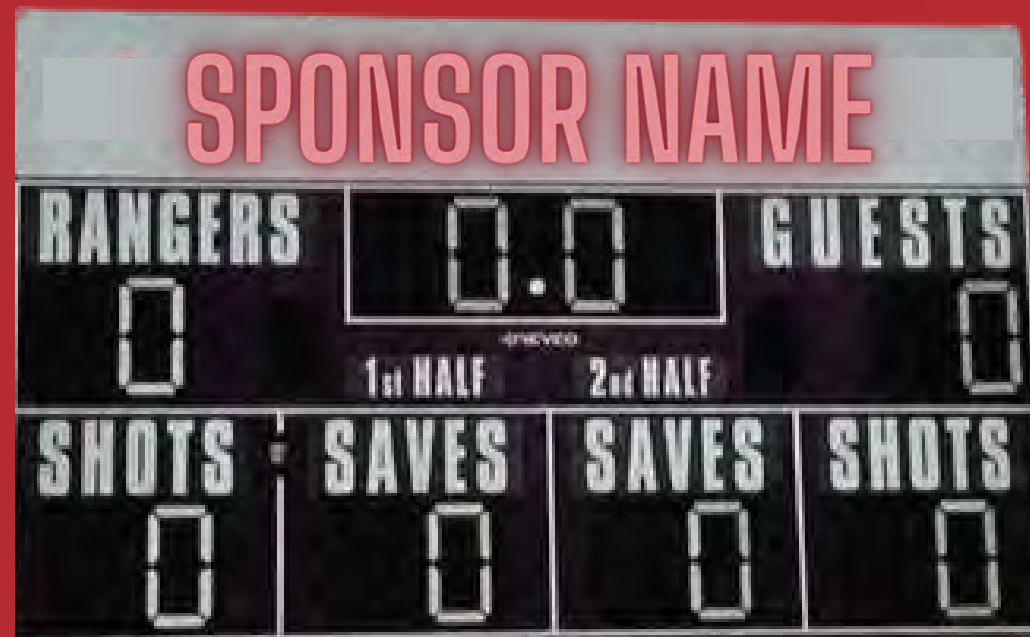 SPONSOR NAME
RANGERS 0.0 GUESTS
0 0
1st HALF 2nd HALF
SHOTS SAVES SAVES SHOTS
0 0 0 0